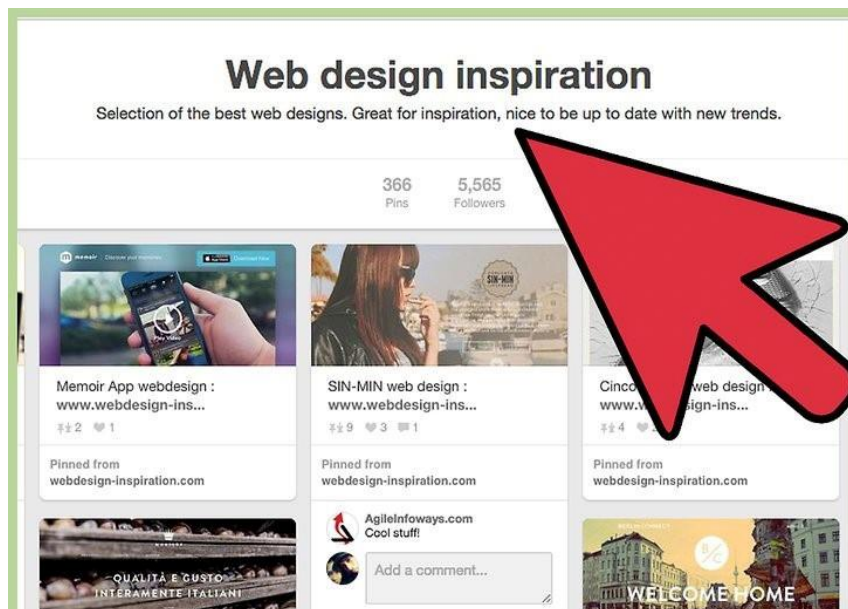 Web design inspiration
Selection of the best web designs. Great for inspiration, nice to be up to date with new trends.
366
Pins
5,565
Followers
memoir
Discover your memories
Download Now
Play Video
Memoir App webdesign :
www.webdesign-ins...
2 1
Pinned from
webdesign-inspiration.com
SIN-MIN
SIN-MIN web design :
www.webdesign-ins...
9 3 1
Pinned from
webdesign-inspiration.com
AgileInfoways.com
Cool stuff!
Add a comment...
Cinco web design
www.w sign-ins...
4
Pinned from
webdesign-inspiration.com
QUALITÀ E GUSTO
INTERAMENTE ITALIANI
BERLIN CONNECT
B/C
WELCOME HOME